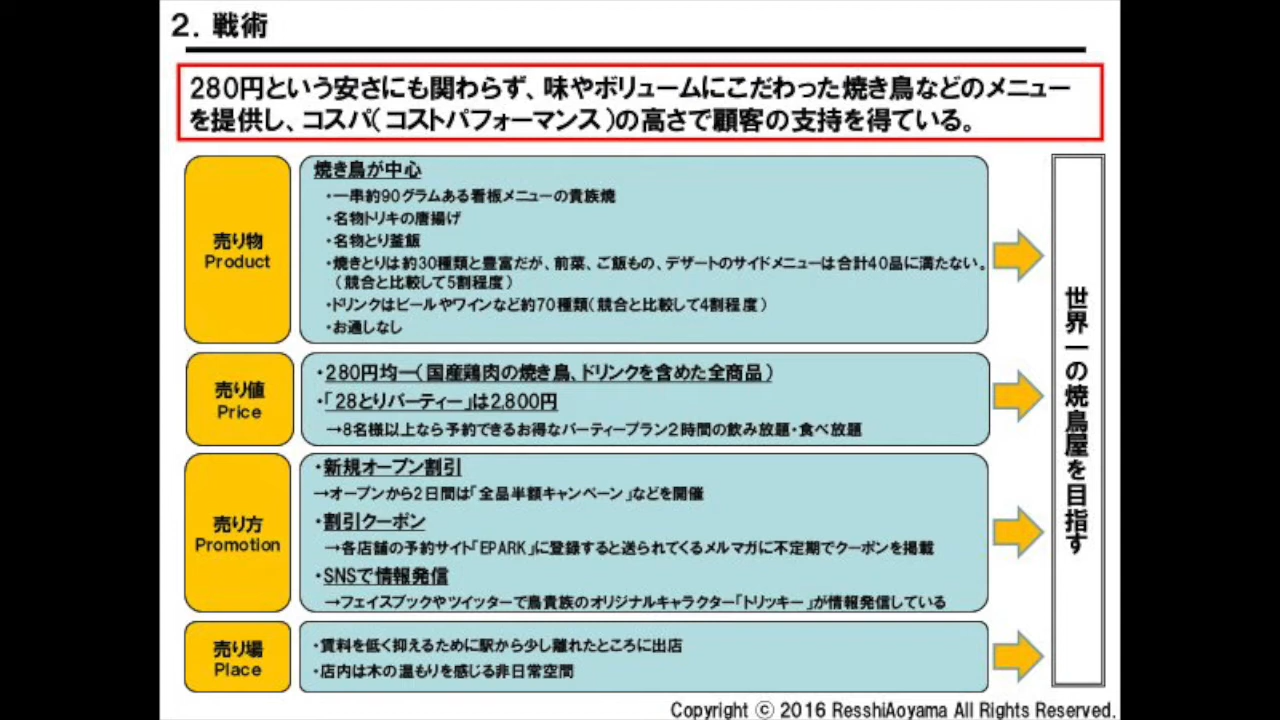 2. 戦術
280円という安さにも関わらず、味やボリュームにこだわった焼き鳥などのメニュー
を提供し、コスパ(コストパフォーマンス)の高さで顧客の支持を得ている。
売り物
Product
焼き鳥が中心
・一串約90グラムある看板メニューの貴族焼
・名物トリキの唐揚げ
・名物とり釜飯
・焼きとりは約30種類と豊富だが、前菜、ご飯もの、デザートのサイドメニューは合計40品に満たない。
(競合と比較して5割程度)
・ドリンクはビールやワインなど約70種類(競合と比較して4割程度)
・お通しなし
売り値
Price
・280円均一(国産鶏肉の焼き鳥、ドリンクを含めた全商品)
・「28とりパーティー」は2,800円
→8名様以上なら予約できるお得なパーティープラン2時間の飲み放題・食べ放題
売り方
Promotion
・新規オープン割引
→オープンから2日間は「全品半額キャンペーン」などを開催
・割引クーポン
→各店舗の予約サイト「EPARK」に登録すると送られてくるメルマガに不定期でクーポンを掲載
・SNSで情報発信
→フェイスブックやツイッターで鳥貴族のオリジナルキャラクター「トリッキー」が情報発信している
売り場
Place
・賃料を低く抑えるために駅から少し離れたところに出店
・店内は木の温もりを感じる非日常空間
世界一の焼鳥屋を目指す
Copyright © 2016 ResshiAoyama All Rights Reserved.